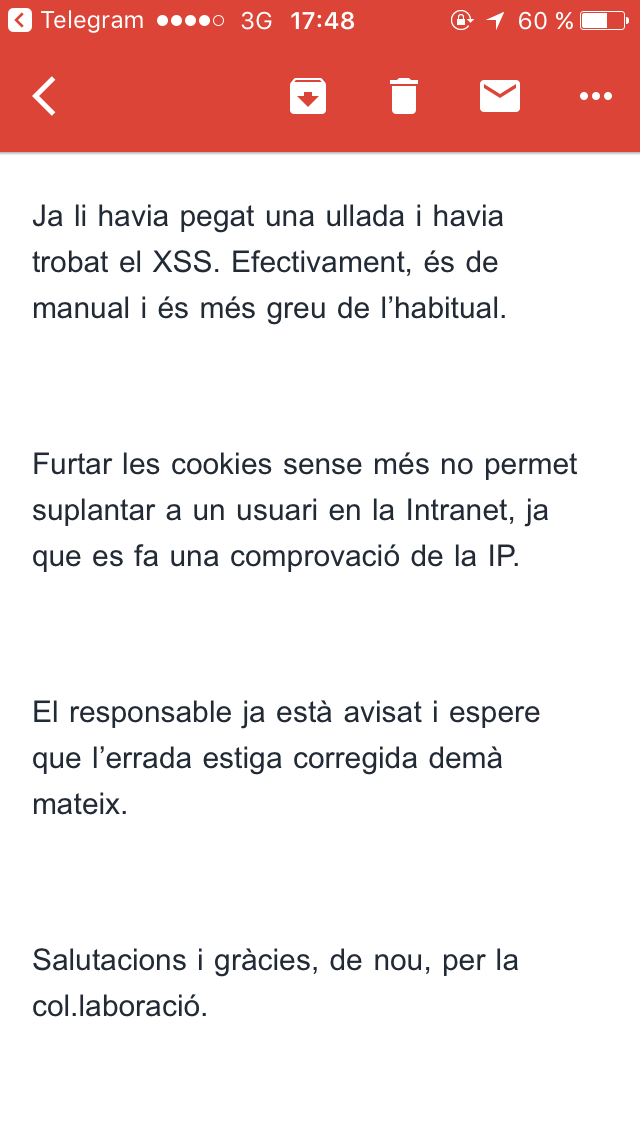 Telegram 3G 17:48 60 %
Ja li havia pegat una ullada i havia
trobat el XSS. Efectivament, és de
manual i és més greu de l’habitual.
Furtar les cookies sense més no permet
suplantar a un usuari en la Intranet, ja
que es fa una comprovació de la IP.
El responsable ja està avisat i espere
que l’errada estiga corregida demà
mateix.
Salutacions i gràcies, de nou, per la
col.laboració.